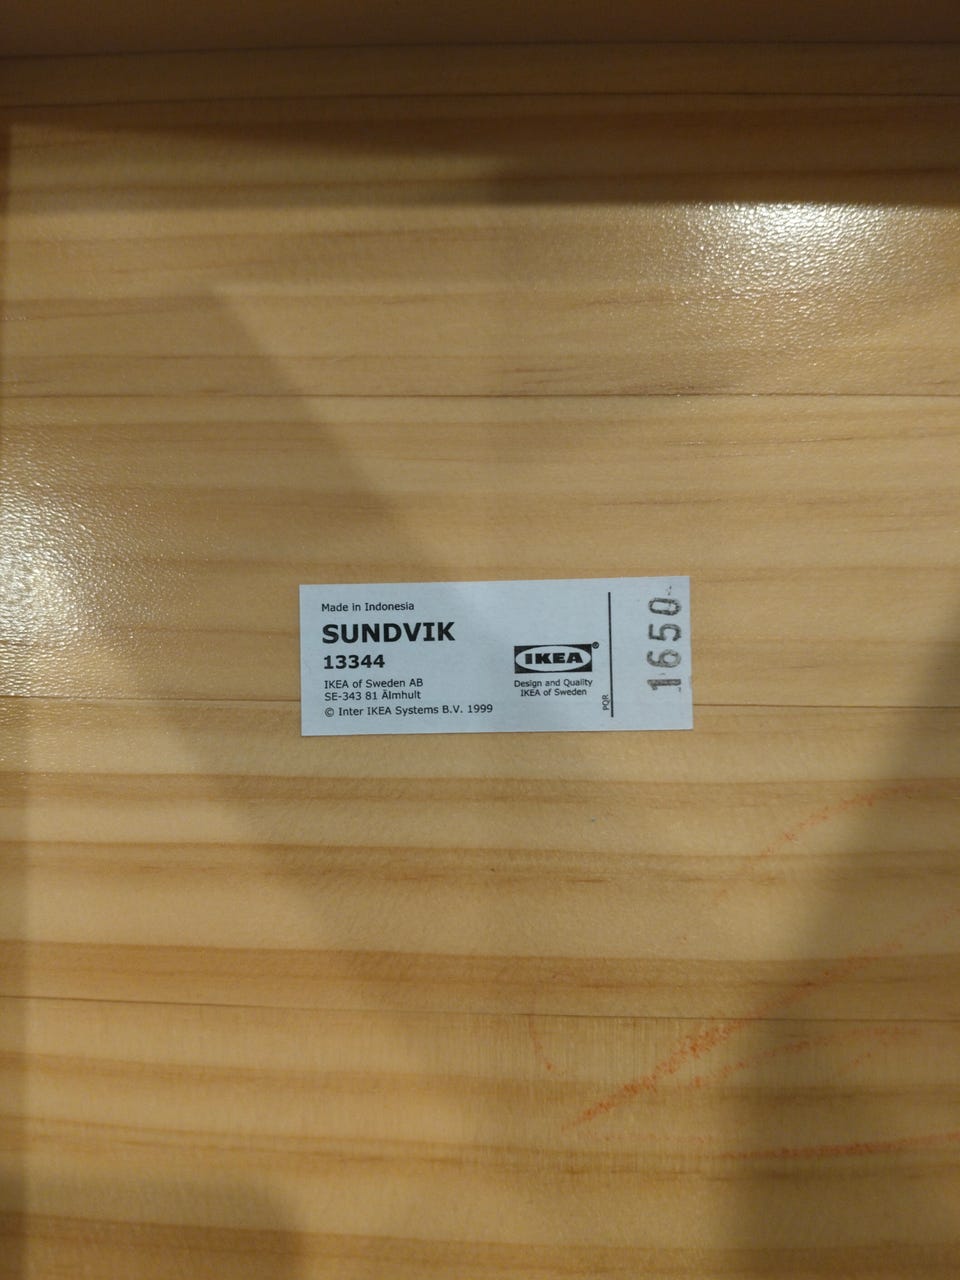 Made in Indonesia
SUNDVIK
13344
IKEA of Sweden AB
SE-343 81 Älmhult
© Inter IKEA Systems B.V. 1999
IKEA®
Design and Quality
IKEA of Sweden
PQR
1650